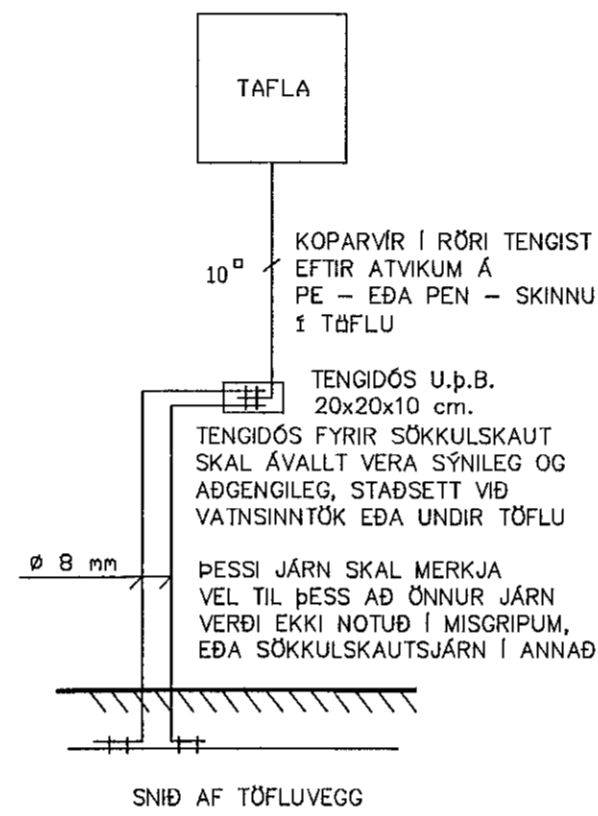 TAFLA
10□
KOPARVÍR Í RÖRI TENGIST
EFTIR ATVIKUM Á
PE – EÐA PEN – SKINNU
Í TÖFLU
TENGIDÓS U.þ.B.
20x20x10 cm.
TENGIDÓS FYRIR SÖKKULSKAUT
SKAL ÁVALLT VERA SÝNILEG OG
AÐGENGILEG, STAÐSETT VIÐ
VATNSINNTÖK EÐA UNDIR TÖFLU
ø 8 mm
ÞESSI JÁRN SKAL MERKJA
VEL TIL ÞESS AÐ ÖNNUR JÁRN
VERÐI EKKI NOTUÐ Í MISGRIPUM,
EÐA SÖKKULSKAUTSJÁRN Í ANNAÐ
SNIÐ AF TÖFLUVEGG